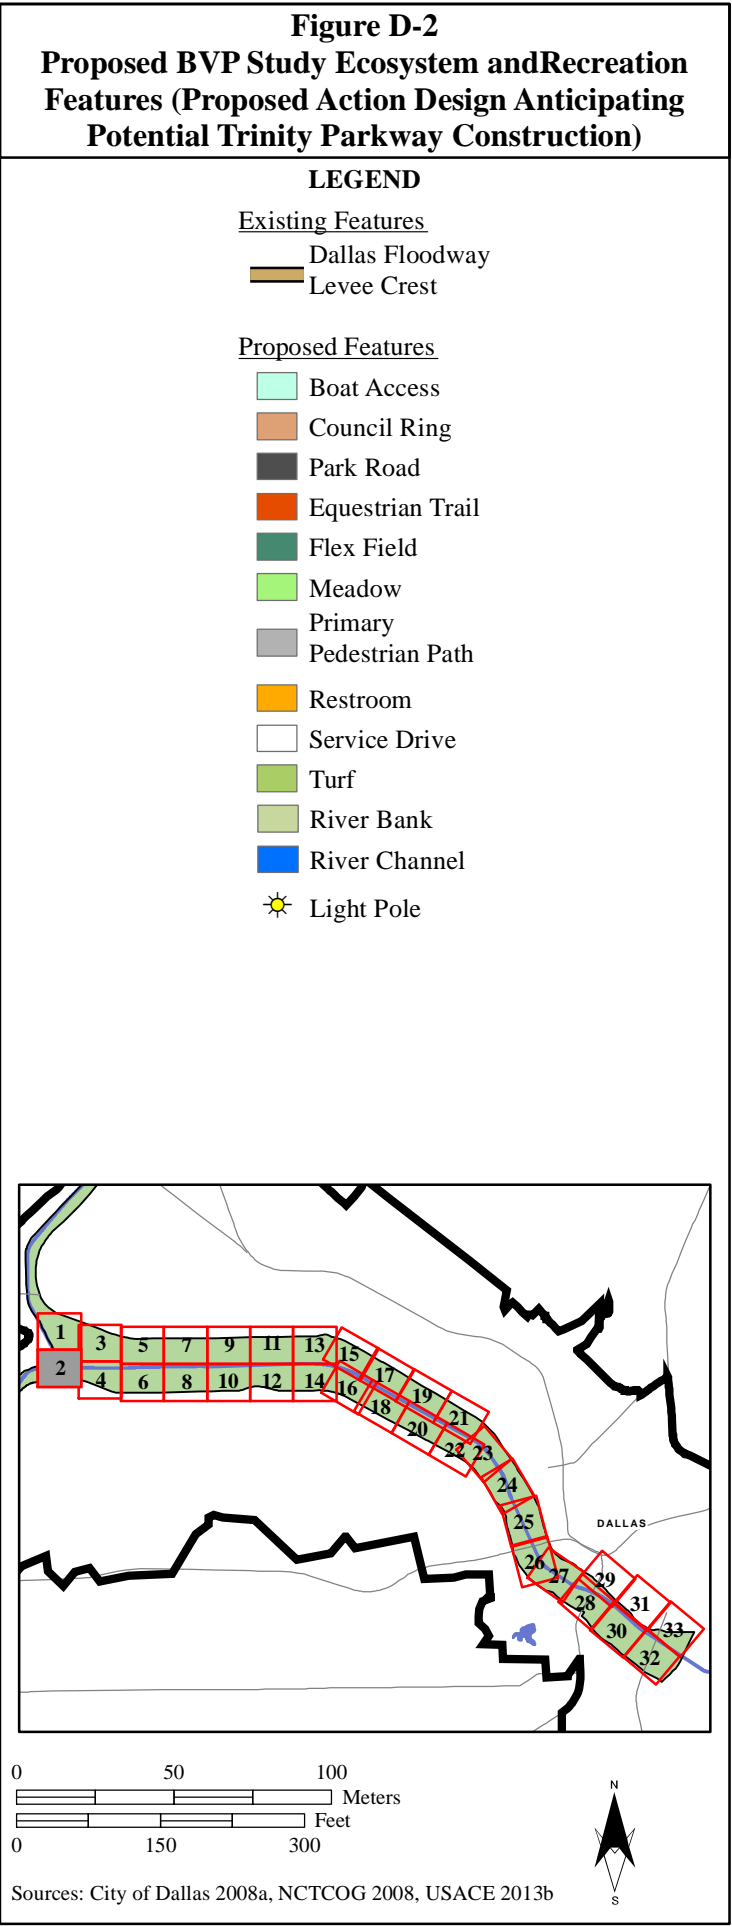 Figure D-2
Proposed BVP Study Ecosystem andRecreation
Features (Proposed Action Design Anticipating
Potential Trinity Parkway Construction)
LEGEND
Existing Features
Dallas Floodway
Levee Crest
Proposed Features
Boat Access
Council Ring
Park Road
Equestrian Trail
Flex Field
Meadow
Primary
Pedestrian Path
Restroom
Service Drive
Turf
River Bank
River Channel
Light Pole
1
2
3
4
5
6
7
8
9
10
11
12
13
14
15
16
17
18
19
20
21
22
23
24
25
26
27
28
29
30
31
32
33
DALLAS
0 50 100
Meters
Feet
0 150 300
N
S
Sources: City of Dallas 2008a, NCTCOG 2008, USACE 2013b